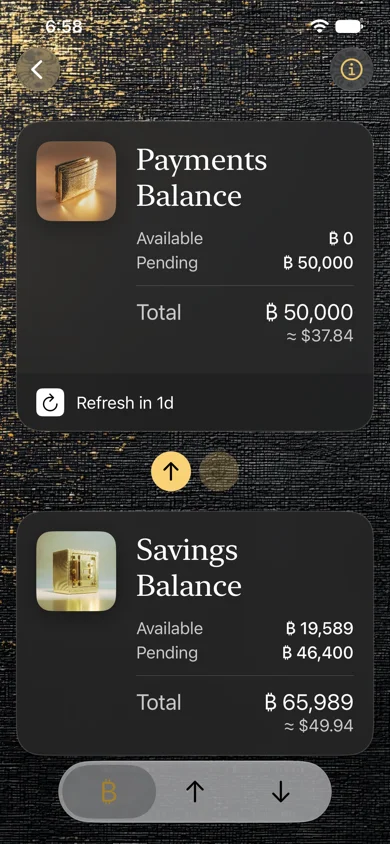 6:58
Payments
Balance
Available ₿ 0
Pending ₿ 50,000
Total ₿ 50,000
≈ $37.84
Refresh in 1d
Savings
Balance
Available ₿ 19,589
Pending ₿ 46,400
Total ₿ 65,989
≈ $49.94
₿